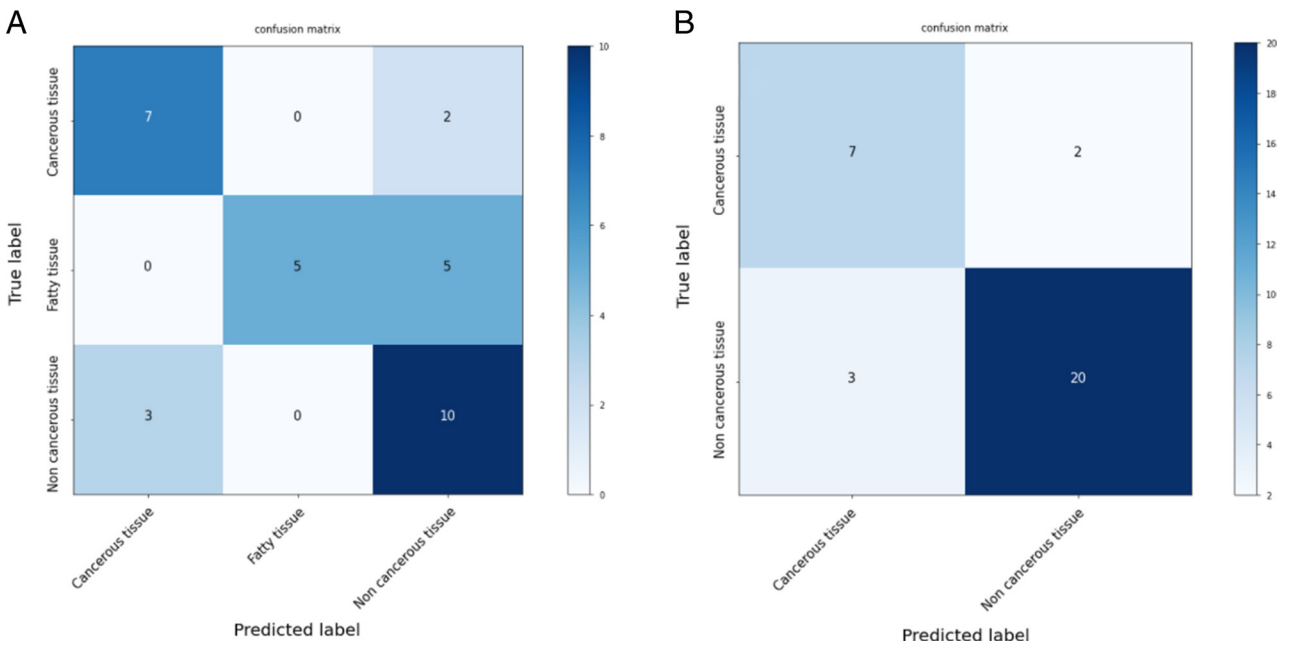 A
confusion matrix
True label
Cancerous tissue
Fatty tissue
Non cancerous tissue
7 0 2
0 5 5
3 0 10
10
8
6
4
2
0
Cancerous tissue
Fatty tissue
Non cancerous tissue
Predicted label
B
confusion matrix
True label
Cancerous tissue
Non cancerous tissue
7 2
3 20
20
18
16
14
12
10
8
6
4
2
Cancerous tissue
Non cancerous tissue
Predicted label